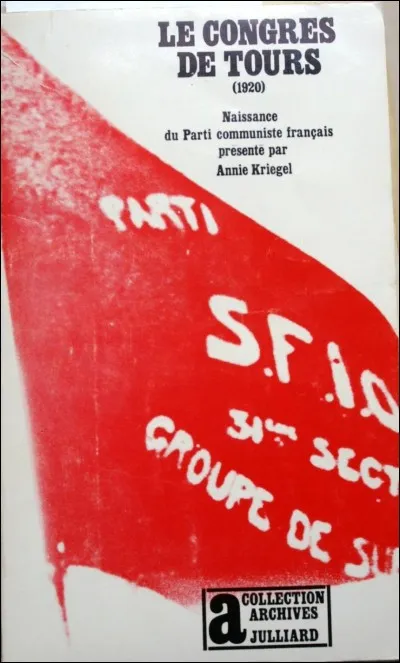 LE CONGRES
DE TOURS
(1920)
Naissance
du Parti communiste français
présenté par
Annie Kriegel
PARTI
S.F.I.O
31me SECT
GROUPE DE
a
COLLECTION
ARCHIVES
JULLIARD